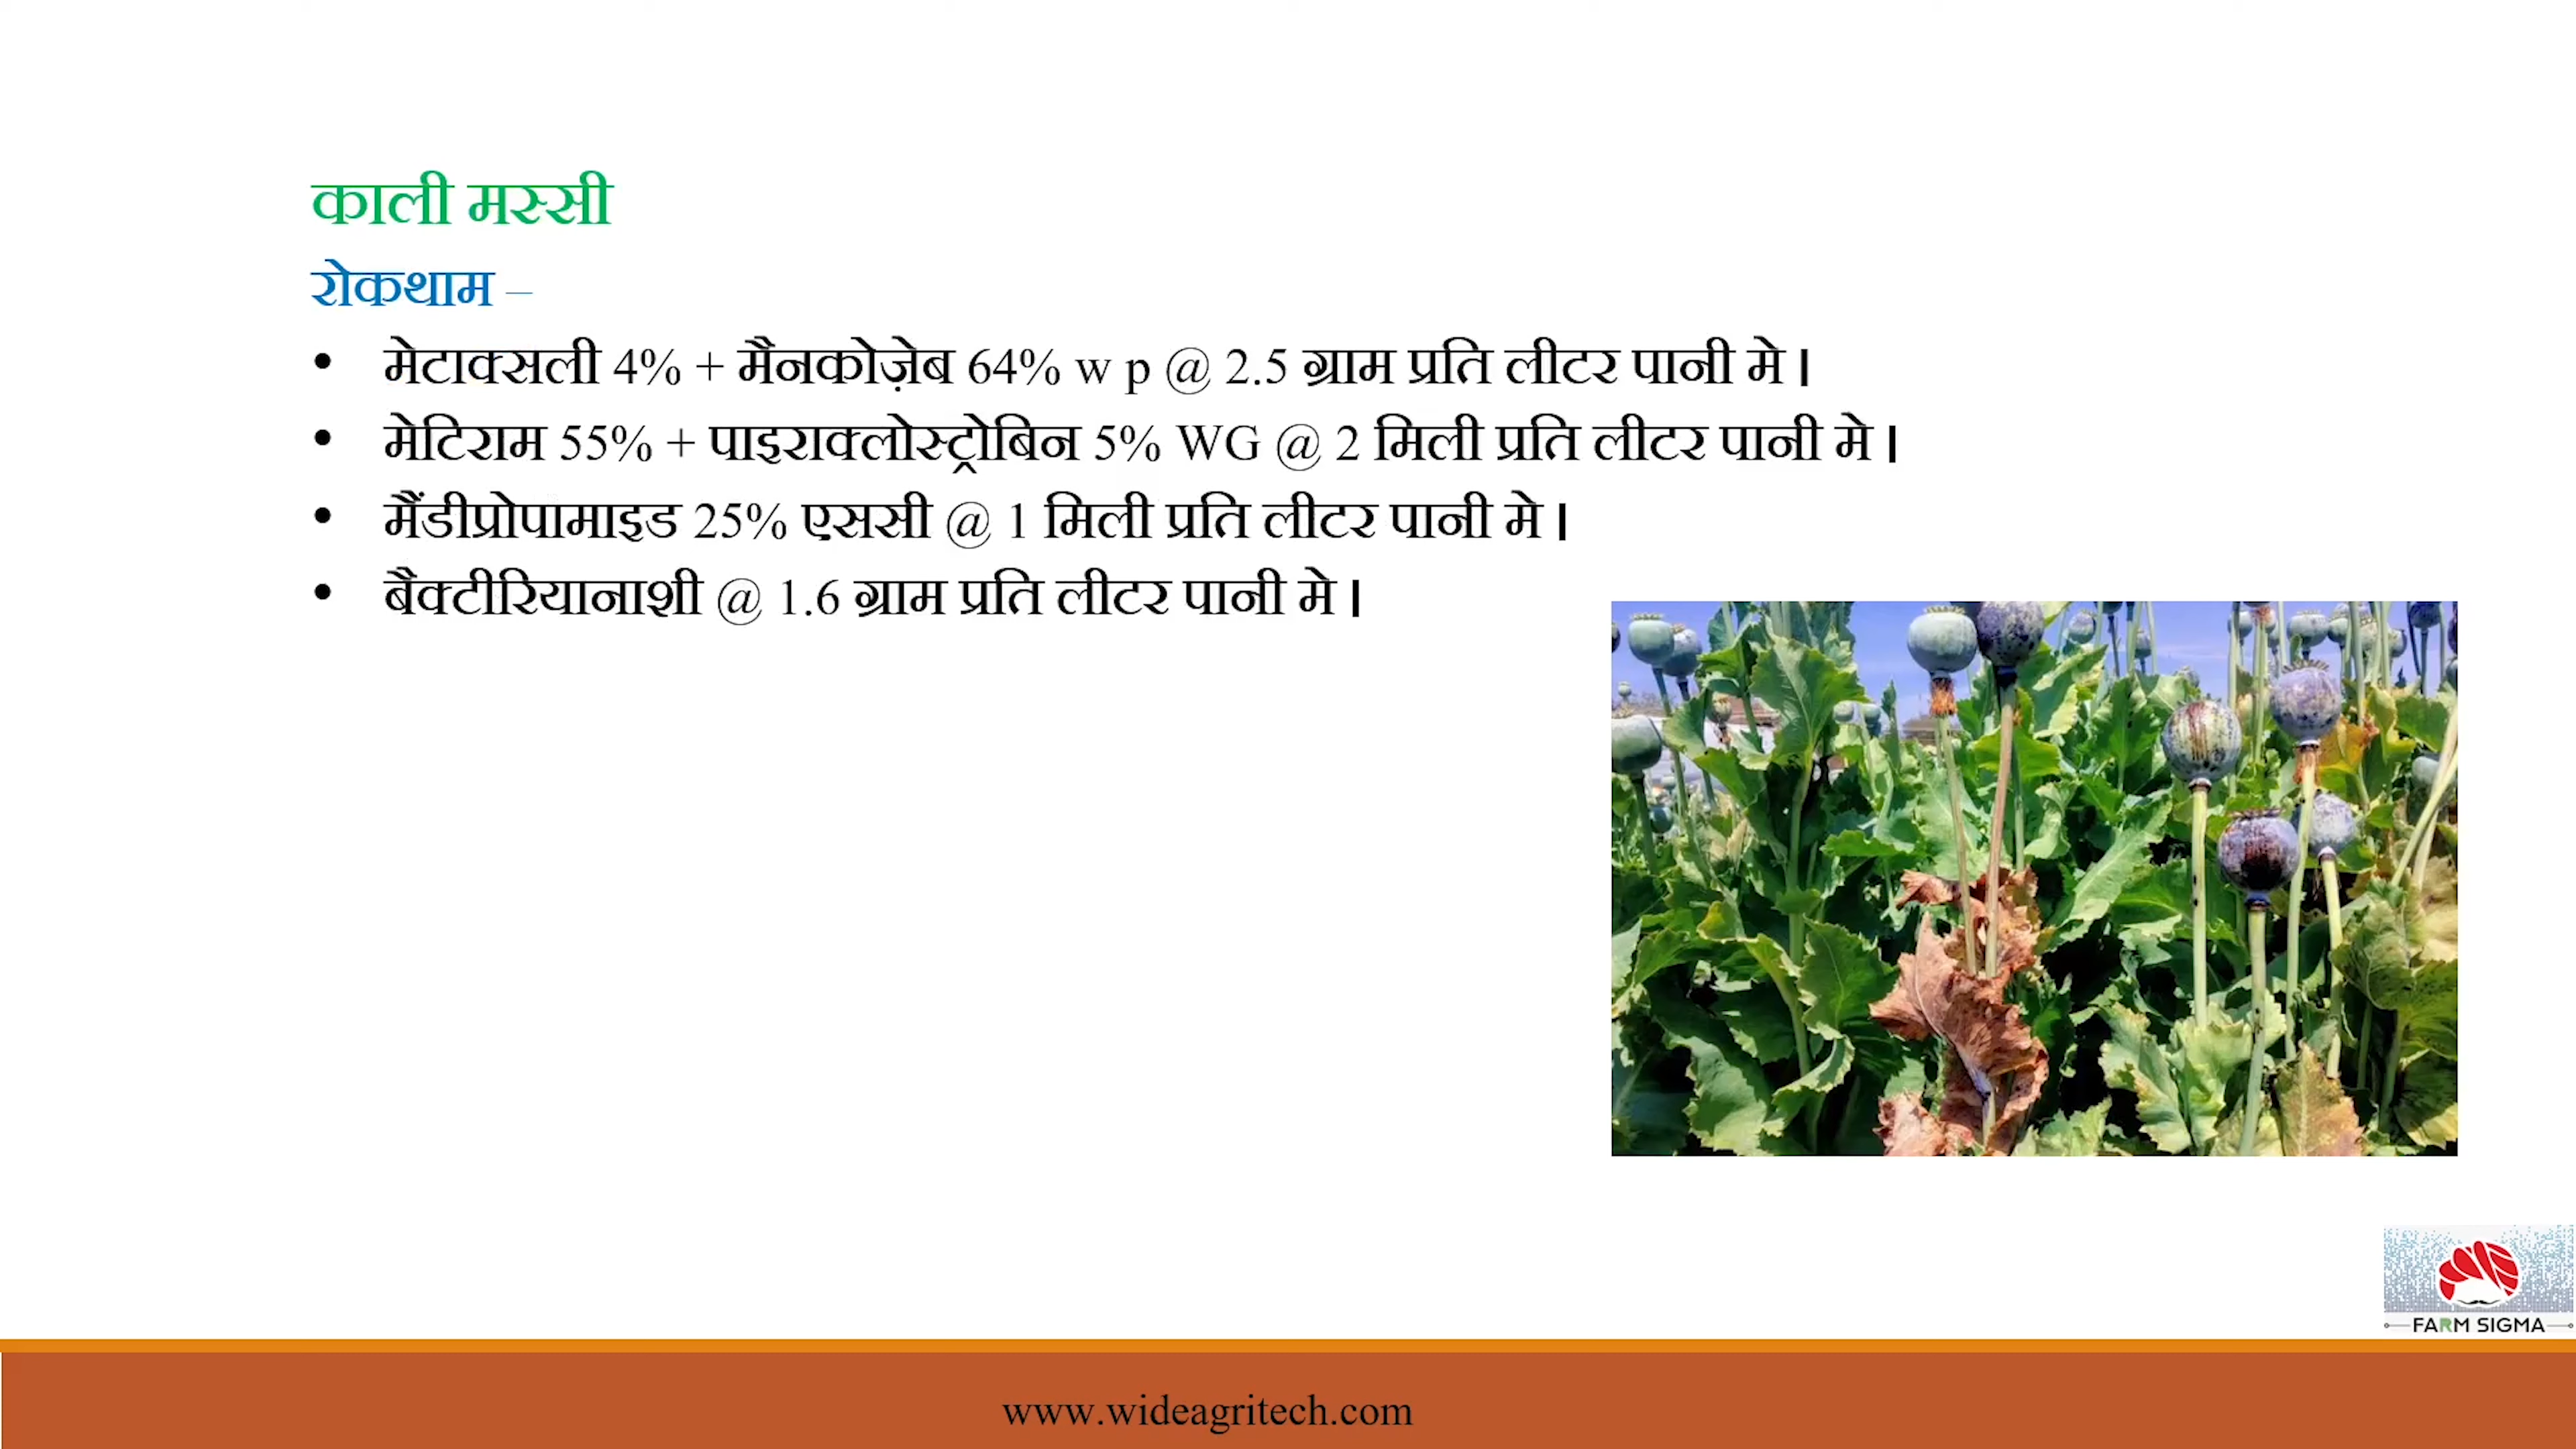 काली मस्सी
रोकथाम –
• मेटाक्सली 4% + मैनकोज़ेब 64% w p @ 2.5 ग्राम प्रति लीटर पानी मे ।
• मेटिराम 55% + पाइराक्लोस्ट्रोबिन 5% WG @ 2 मिली प्रति लीटर पानी मे ।
• मैंडीप्रोपामाइड 25% एससी @ 1 मिली प्रति लीटर पानी मे ।
• बैक्टीरियानाशी @ 1.6 ग्राम प्रति लीटर पानी मे ।
FARM SIGMA
www.wideagritech.com